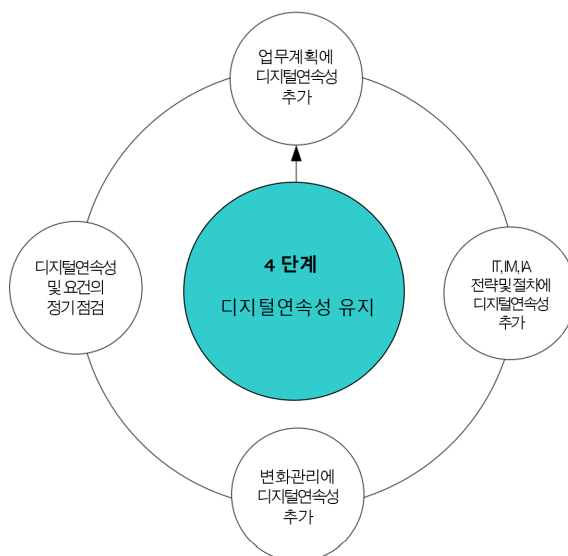 업무계획에
디지털연속성
추가
4 단계
디지털연속성 유지
디지털연속성
및 요건의
정기 점검
IT, IM, IA
전략 및 절차에
디지털연속성
추가
변화관리에
디지털연속성
추가